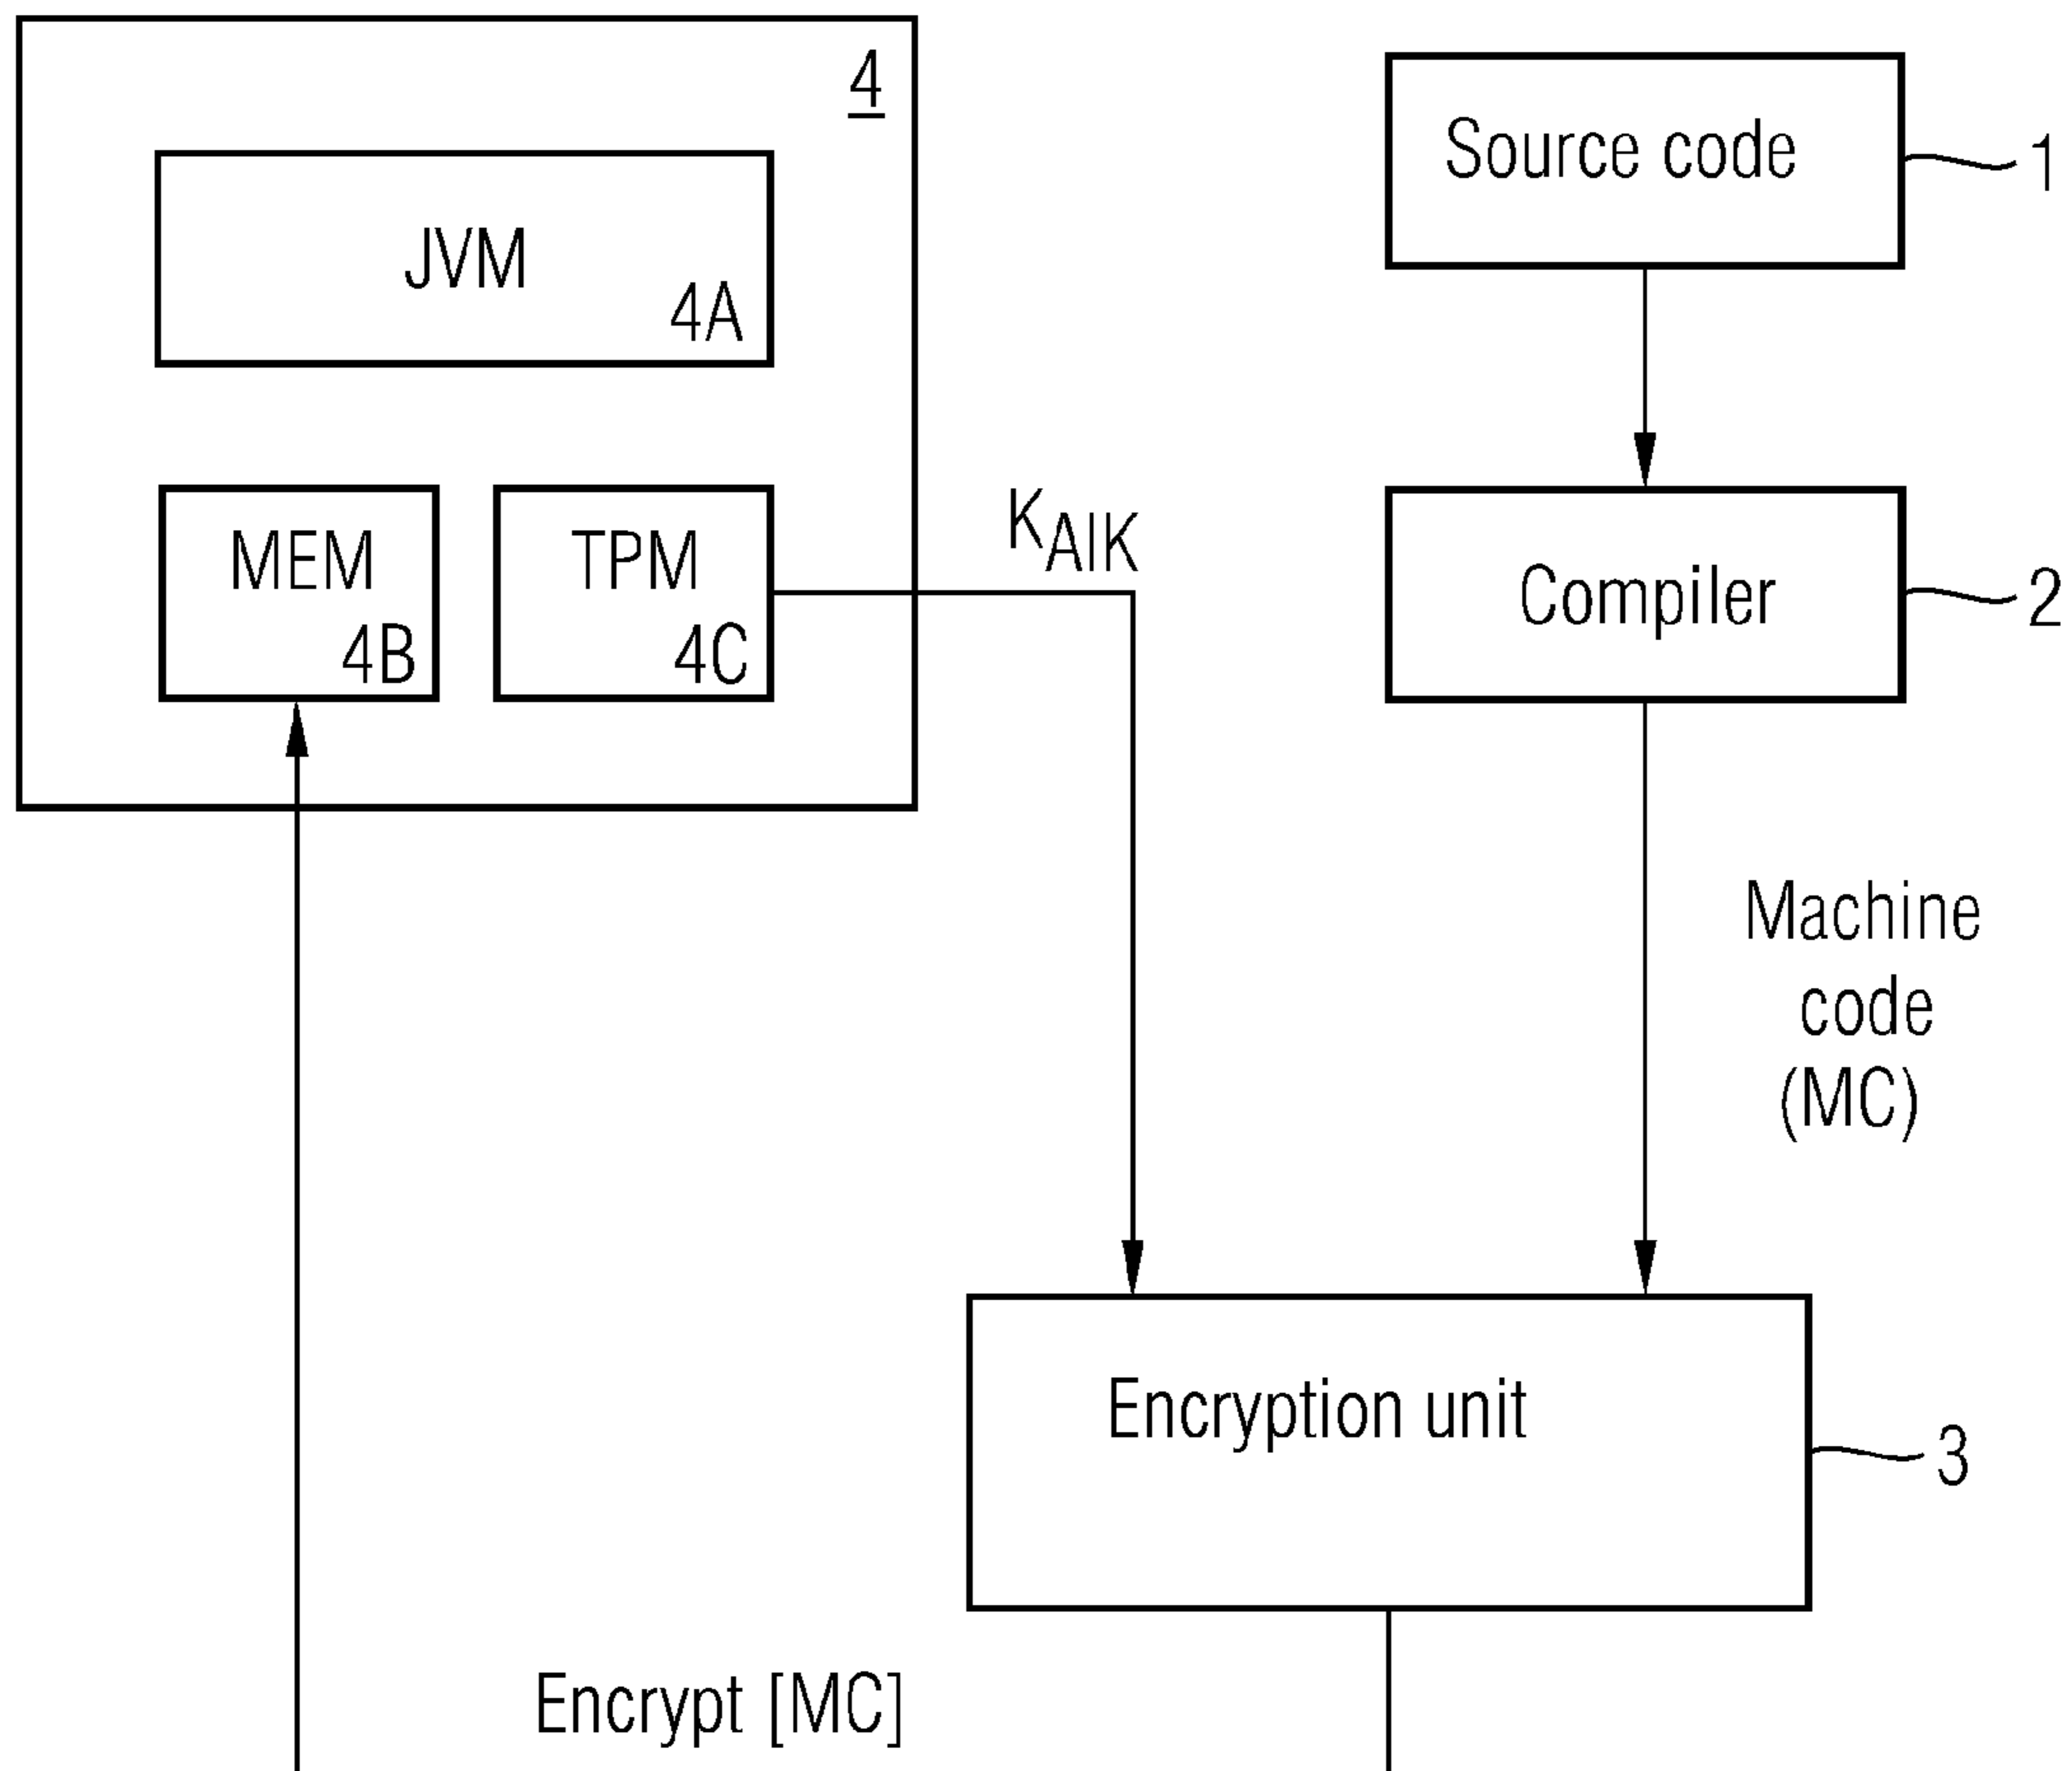 4
JVM
4A
MEM
4B
TPM
4C
K_AIK
Source code
1
Compiler
2
Machine
code
(MC)
Encryption unit
3
Encrypt [MC]